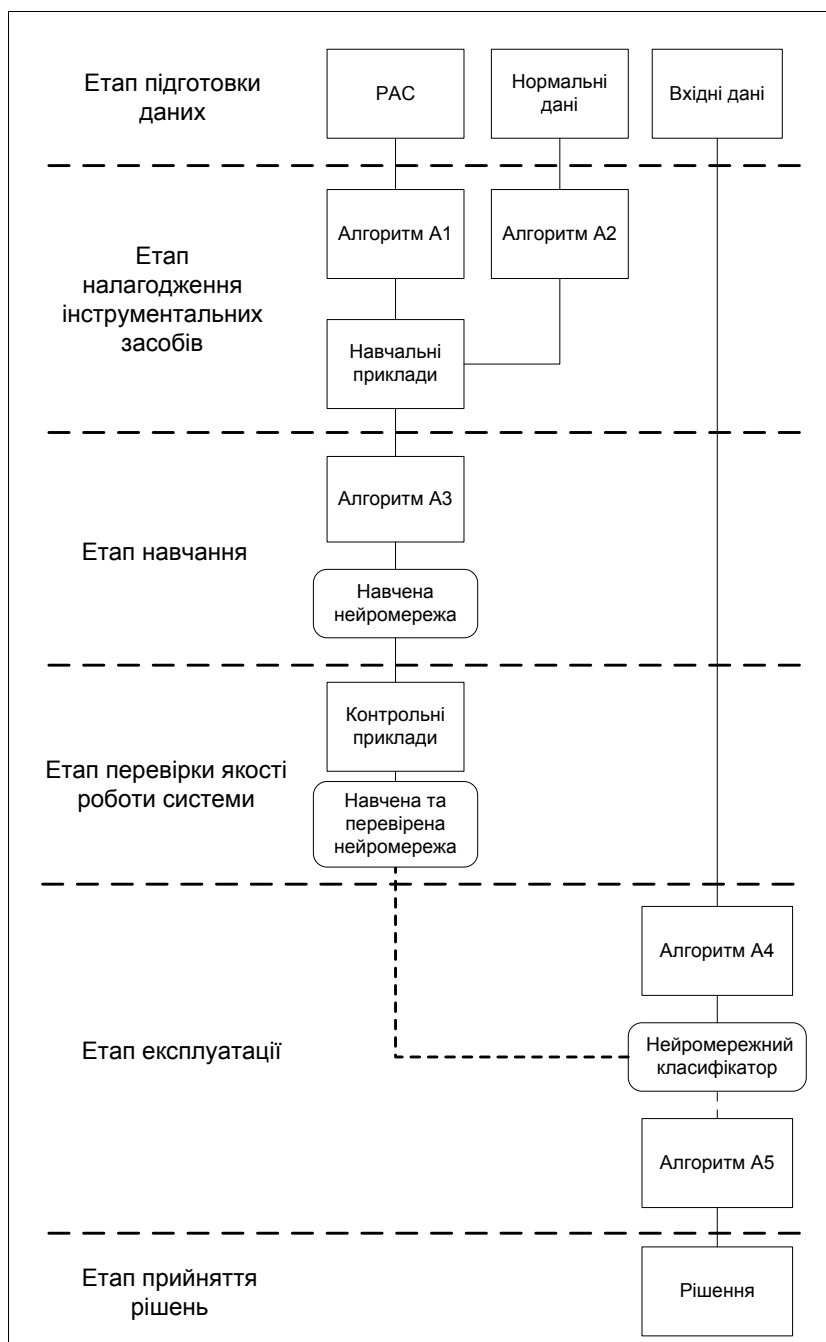 Етап підготовки
даних
РАС
Нормальні
дані
Вхідні дані
Етап
налагодження
інструментальних
засобів
Алгоритм А1
Алгоритм А2
Навчальні
приклади
Етап навчання
Алгоритм А3
Навчена
нейромережа
Етап перевірки якості
роботи системи
Контрольні
приклади
Навчена та
перевірена
нейромережа
Етап експлуатації
Алгоритм А4
Нейромережний
класифікатор
Алгоритм А5
Етап прийняття
рішень
Рішення